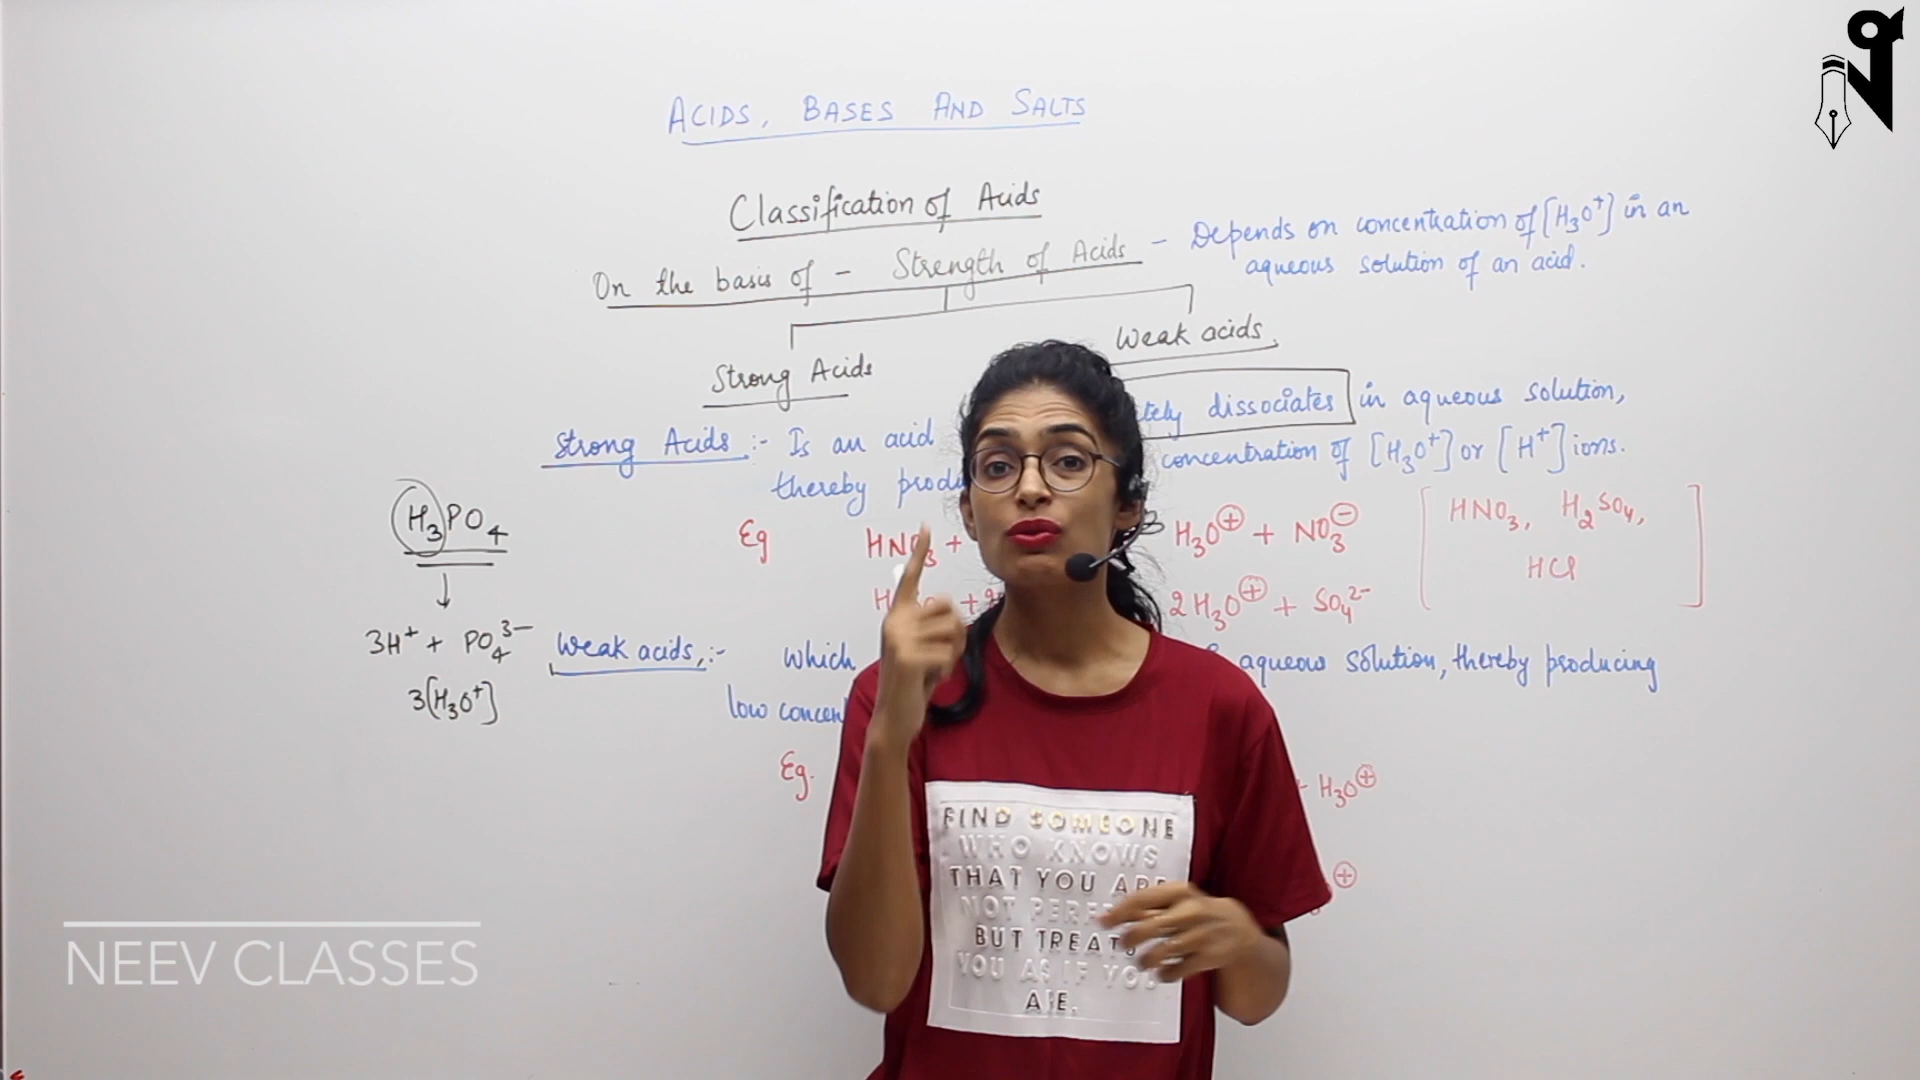 ACIDS, BASES AND SALTS
Classification of Acids
On the basis of - Strength of Acids - Depends on concentration of [H3O+] in an
aqueous solution of an acid.
Strong Acids
Weak acids,
dissociates in aqueous solution,
Strong Acids :- Is an acid
thereby concentration of [H3O+] or [H+] ions.
Eg HNO3 + H3O⊕ + NO3⊖ [HNO3, H2SO4,
HCl]
2H3O⊕ + SO4²⁻
H3PO4
↓
3H+ + PO4³⁻
3[H3O+]
Weak acids,:- which aqueous solution, thereby producing
low
Eg. H3O⊕
FIND SOMEONE
WHO KNOWS
THAT YOU ARE
NOT
BUT TREATS
YOU AS IF YOU
ARE.
NEEV CLASSES